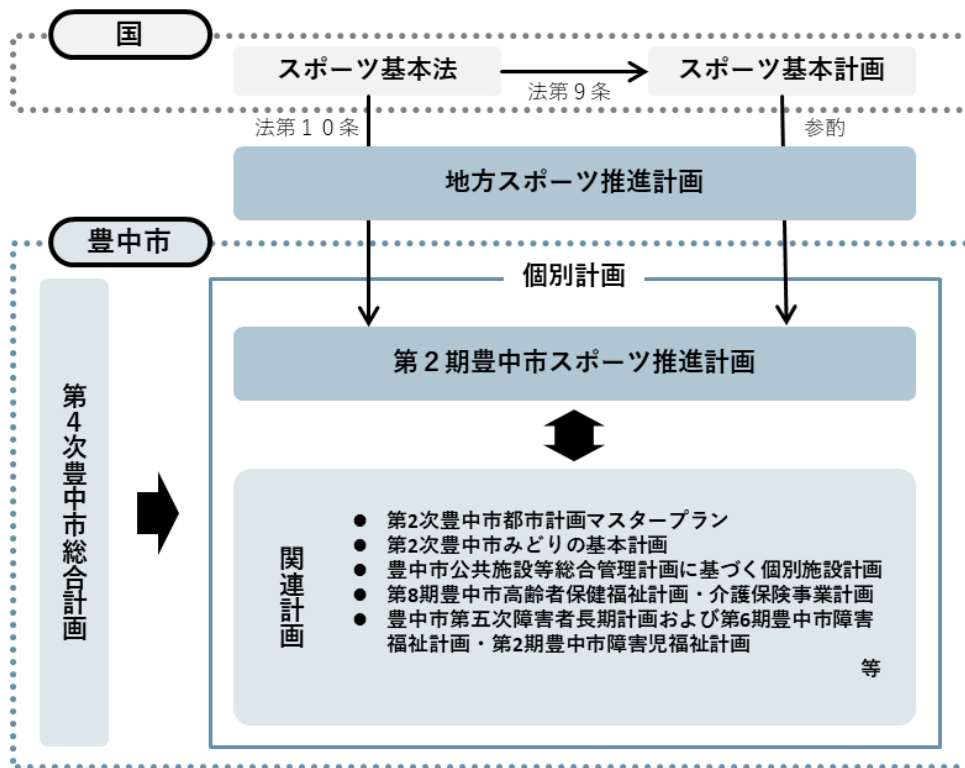 国
スポーツ基本法
スポーツ基本計画
法第９条
法第１０条
参酌
地方スポーツ推進計画
豊中市
個別計画
第４次豊中市総合計画
第２期豊中市スポーツ推進計画
関連計画
● 第2次豊中市都市計画マスタープラン
● 第2次豊中市みどりの基本計画
● 豊中市公共施設等総合管理計画に基づく個別施設計画
● 第8期豊中市高齢者保健福祉計画・介護保険事業計画
● 豊中市第五次障害者長期計画および第6期豊中市障害
福祉計画・第2期豊中市障害児福祉計画
等